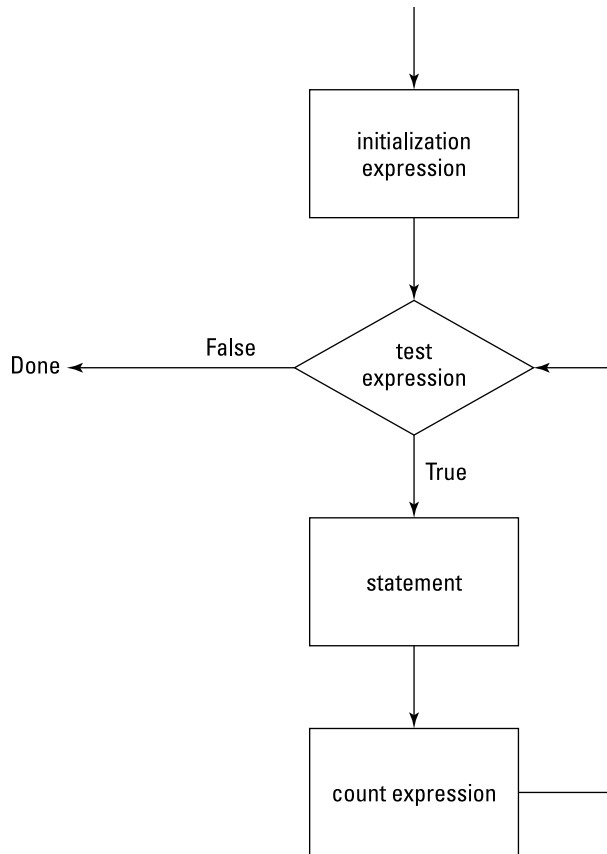 initialization
expression
False
test
expression
Done
True
statement
count expression